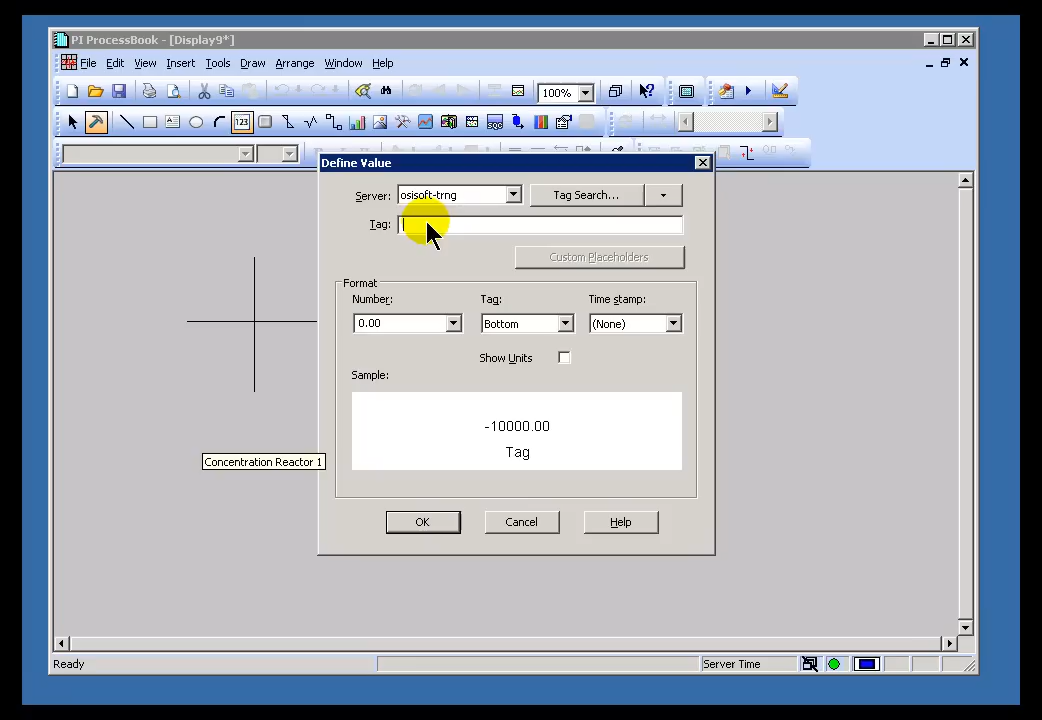 PI ProcessBook - [Display9*]
File Edit View Insert Tools Draw Arrange Window Help
100%
123
SQC
Define Value
Server: osisoft-trng Tag Search...
Tag:
Custom Placeholders
Format
Number: Tag: Time stamp:
0.00 Bottom (None)
Show Units
Sample:
-10000.00
Tag
Concentration Reactor 1
OK Cancel Help
Ready Server Time